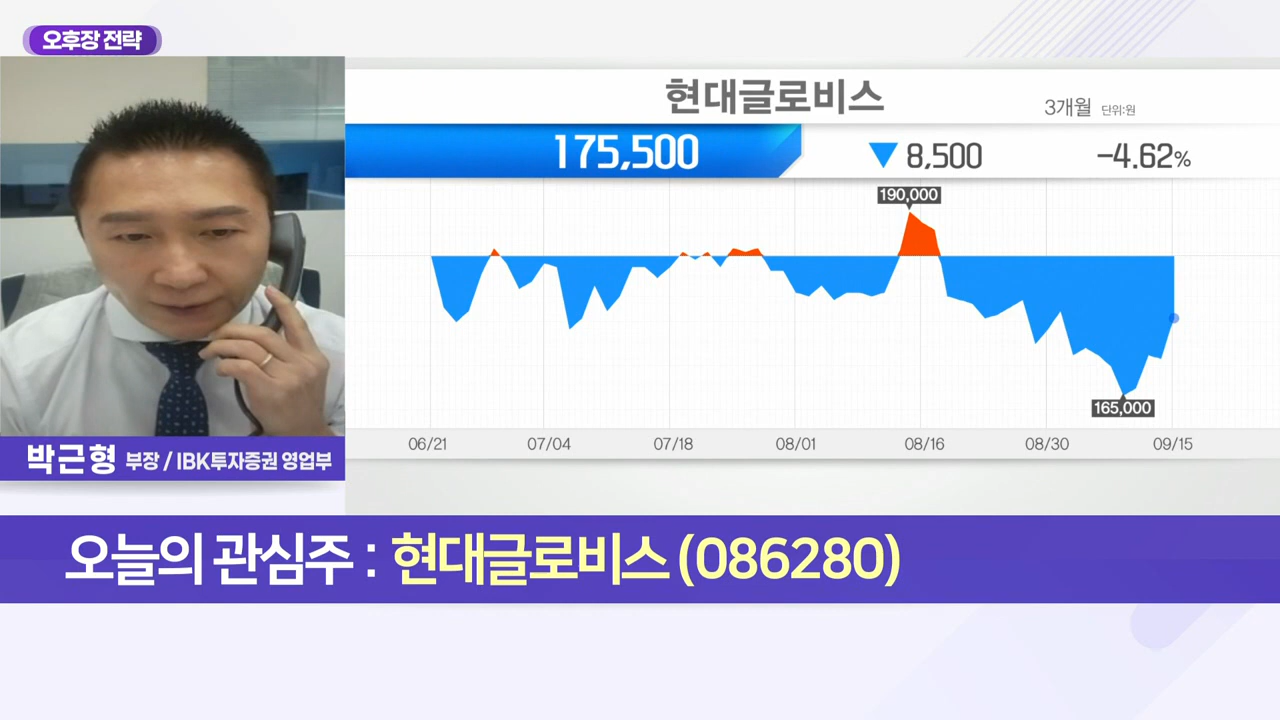 오후장 전략
현대글로비스
3개월 단위:원
175,500 ▼ 8,500 -4.62%
190,000
165,000
06/21 07/04 07/18 08/01 08/16 08/30 09/15
박근형 부장 / IBK투자증권 영업부
오늘의 관심주 : 현대글로비스 (086280)